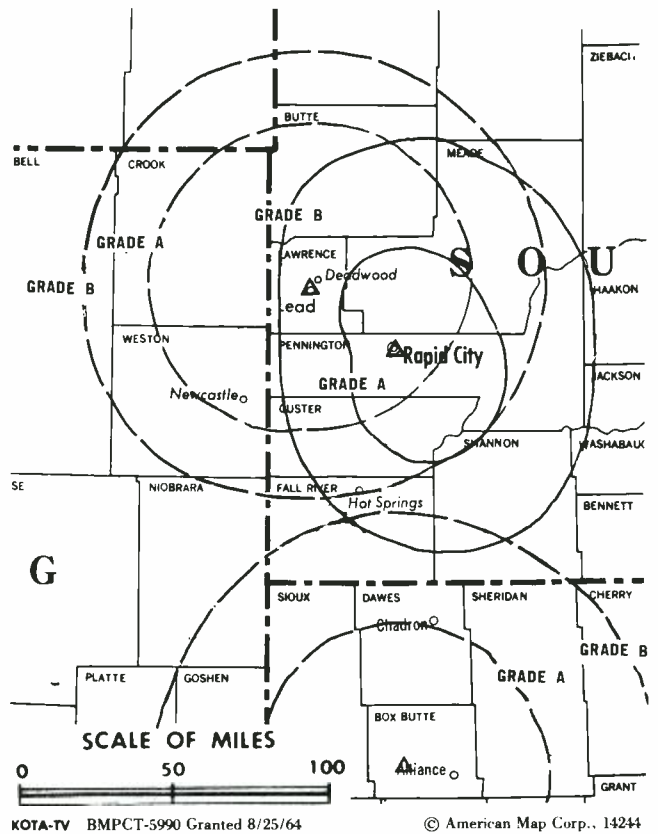 ZIEBACH
BUTTE
MEADE
BELL
CROOK
GRADE B
GRADE A
GRADE B
S O U
LAWRENCE
Deadwood
Lead
HAAKON
WESTON
PENNINGTON
Rapid City
GRADE A
JACKSON
Newcastle
CUSTER
SHANNON
WASHABAUG
SE
NIOBRARA
FALL RIVER
Hot Springs
BENNETT
G
SIOUX
DAWES
SHERIDAN
CHERRY
Chadron
GRADE B
GRADE A
PLATTE
GOSHEN
BOX BUTTE
SCALE OF MILES
Alliance
0 50 100
GRANT
KOTA-TV BMPCT-5990 Granted 8/25/64
© American Map Corp., 14244